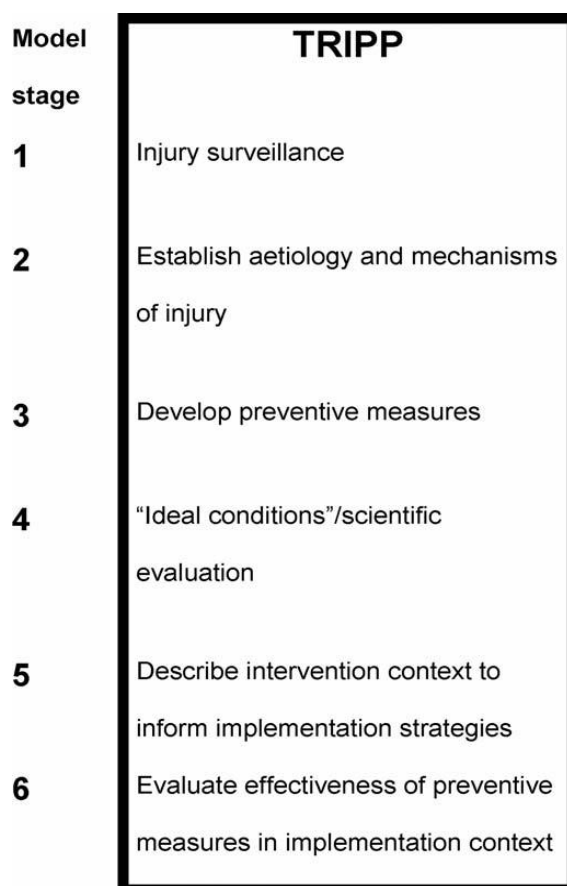 Model
stage
TRIPP
1 Injury surveillance
2 Establish aetiology and mechanisms
of injury
3 Develop preventive measures
4 “Ideal conditions”/scientific
evaluation
5 Describe intervention context to
inform implementation strategies
6 Evaluate effectiveness of preventive
measures in implementation context